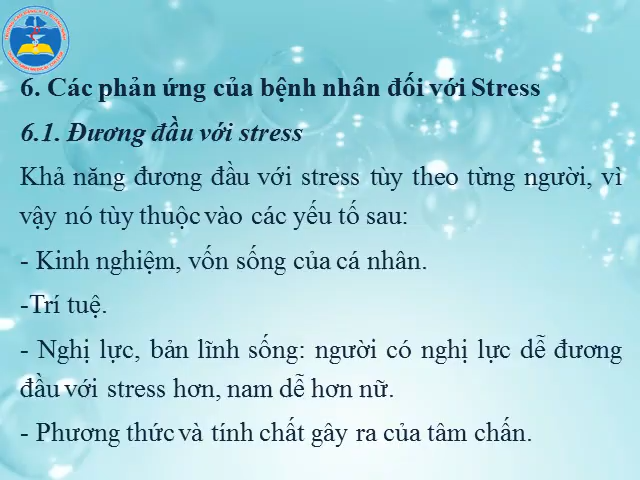 6. Các phản ứng của bệnh nhân đối với Stress
6.1. Đương đầu với stress
Khả năng đương đầu với stress tùy theo từng người, vì
vậy nó tùy thuộc vào các yếu tố sau:
- Kinh nghiệm, vốn sống của cá nhân.
-Trí tuệ.
- Nghị lực, bản lĩnh sống: người có nghị lực dễ đương
đầu với stress hơn, nam dễ hơn nữ.
- Phương thức và tính chất gây ra của tâm chấn.